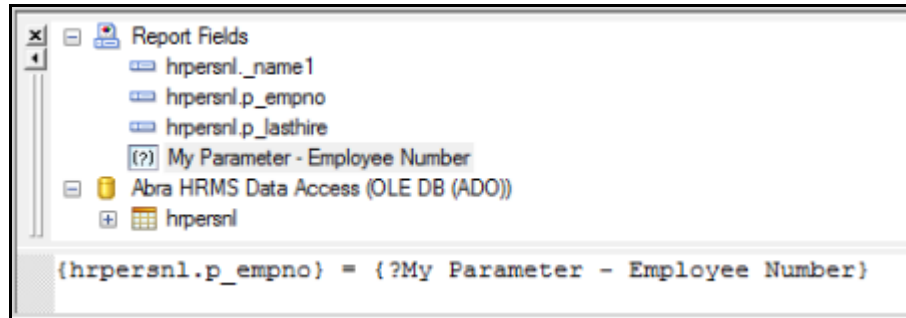 Report Fields
hrpersnl._name1
hrpersnl.p_empno
hrpersnl.p_lasthire
(?) My Parameter - Employee Number
Abra HRMS Data Access (OLE DB (ADO))
hrpersnl
{hrpersnl.p_empno} = {?My Parameter - Employee Number}